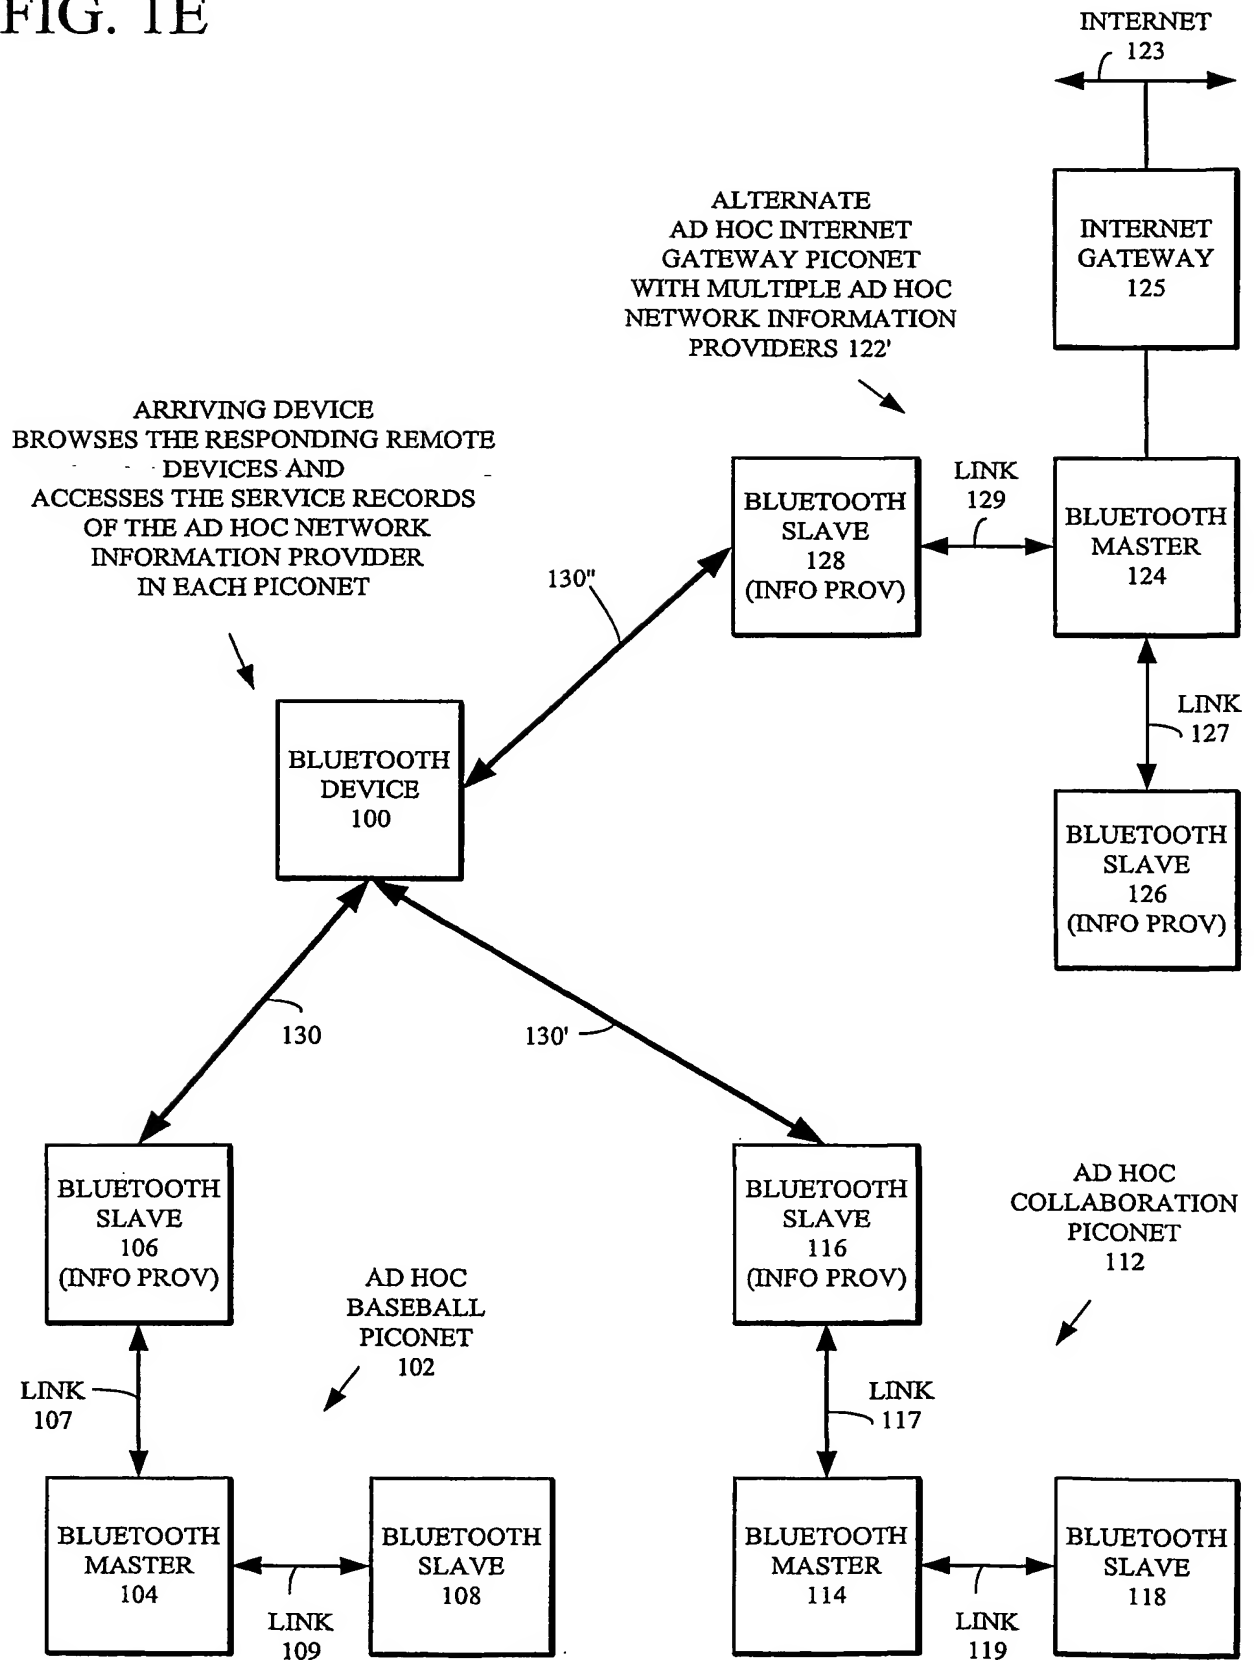 FIG. 1E
INTERNET
123
INTERNET
GATEWAY
125
ALTERNATE
AD HOC INTERNET
GATEWAY PICONET
WITH MULTIPLE AD HOC
NETWORK INFORMATION
PROVIDERS 122'
ARRIVING DEVICE
BROWSES THE RESPONDING REMOTE
DEVICES AND
ACCESSES THE SERVICE RECORDS
OF THE AD HOC NETWORK
INFORMATION PROVIDER
IN EACH PICONET
BLUETOOTH
SLAVE
128
(INFO PROV)
LINK
129
BLUETOOTH
MASTER
124
130"
LINK
127
BLUETOOTH
DEVICE
100
BLUETOOTH
SLAVE
126
(INFO PROV)
130
130'
BLUETOOTH
SLAVE
106
(INFO PROV)
BLUETOOTH
SLAVE
116
(INFO PROV)
AD HOC
COLLABORATION
PICONET
112
AD HOC
BASEBALL
PICONET
102
LINK
107
LINK
117
BLUETOOTH
MASTER
104
LINK
109
BLUETOOTH
SLAVE
108
BLUETOOTH
MASTER
114
LINK
119
BLUETOOTH
SLAVE
118